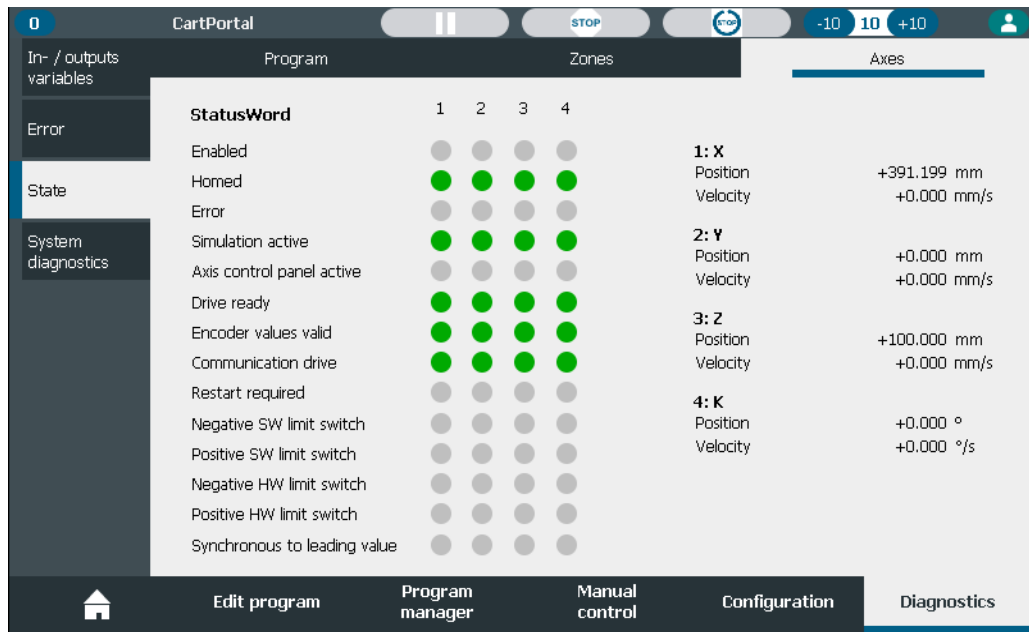 0 CartPortal STOP STOP -10 10 +10
In- / outputs
variables
Error
State
System
diagnostics
Program Zones Axes
StatusWord 1 2 3 4
Enabled
Homed
Error
Simulation active
Axis control panel active
Drive ready
Encoder values valid
Communication drive
Restart required
Negative SW limit switch
Positive SW limit switch
Negative HW limit switch
Positive HW limit switch
Synchronous to leading value
1: X
Position +391.199 mm
Velocity +0.000 mm/s
2: Y
Position +0.000 mm
Velocity +0.000 mm/s
3: Z
Position +100.000 mm
Velocity +0.000 mm/s
4: K
Position +0.000 °
Velocity +0.000 °/s
Edit program
Program
manager
Manual
control
Configuration
Diagnostics